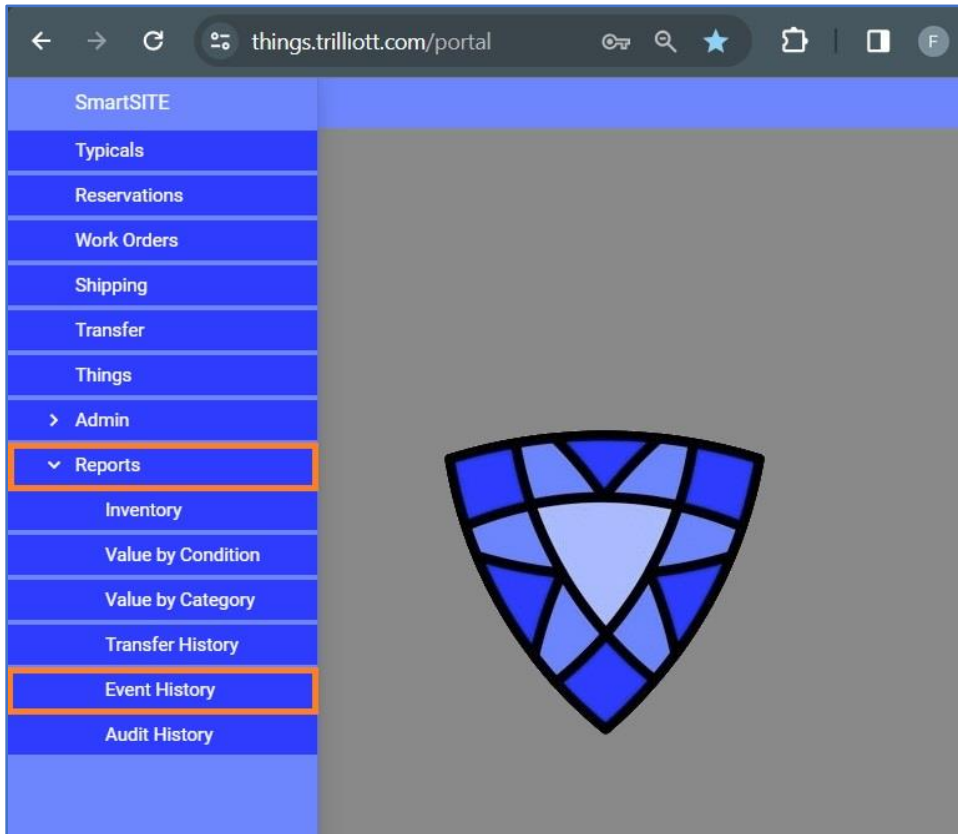 things.trilliott.com/portal
F
SmartSITE
Typicals
Reservations
Work Orders
Shipping
Transfer
Things
Admin
Reports
Inventory
Value by Condition
Value by Category
Transfer History
Event History
Audit History